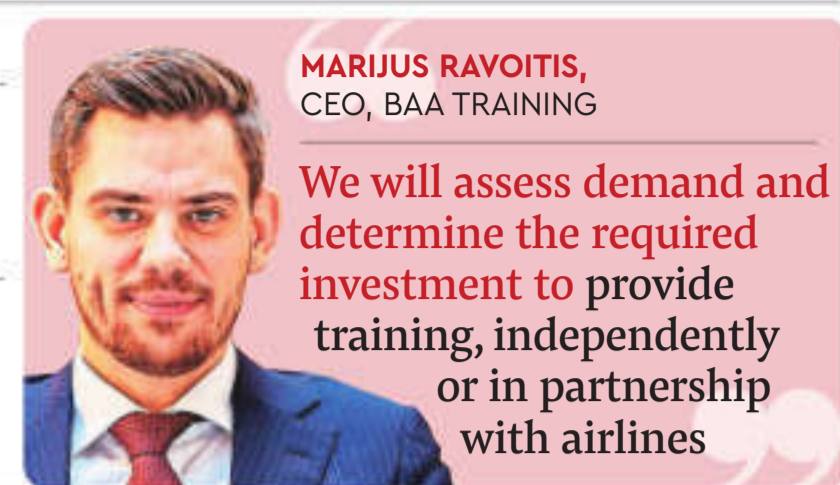 MARIJUS RAVOITIS,
CEO, BAA TRAINING
We will assess demand and
determine the required
investment to provide
training, independently
or in partnership
with airlines